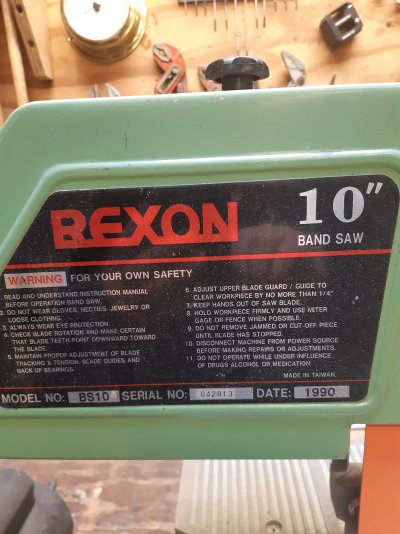 REXON
10"
BAND SAW
WARNING FOR YOUR OWN SAFETY
1. READ AND UNDERSTAND INSTRUCTION MANUAL
BEFORE OPERATION BAND SAW.
2. DO NOT WEAR GLOVES, NECTIES, JEWELRY OR
LOOSE CLOTHING.
3. ALWAYS WEAR EYE PROTECTION.
4. CHECK BLADE ROTATION AND MAKE CERTAIN
THAT BLADE TEETH POINT DOWNWARD TOWARD
THE BLADE.
5. MAINTAIN PROPER ADJUSTMENT OF BLADE
TRACKING & TENSION, BLADE GUIDES AND
BACK UP BEARINGS
6. ADJUST UPPER BLADE GUARD / GUIDE TO
CLEAR WORKPIECE BY NO MORE THAN 1/4"
7. KEEP HANDS OUT OF SAW BLADE.
8. HOLD WORKPIECE FIRMLY AND USE MITER
GAGE OR FENCE WHEN POSSIBLE.
9. DO NOT REMOVE JAMMED OR CUT-OFF PIECE
UNTIL BLADE HAS STOPPED.
10. DISCONNECT MACHINE FROM POWER SOURCE
BEFORE MAKING REPAIRS OR ADJUSTMENTS.
11. DO NOT OPERATE WHILE UNDER INFLUENCE
OF DRUGS ALCOHOL OR MEDICATION.
MADE IN TAIWAN.
MODEL NO: BS10 SERIAL NO: 042813 DATE: 1990